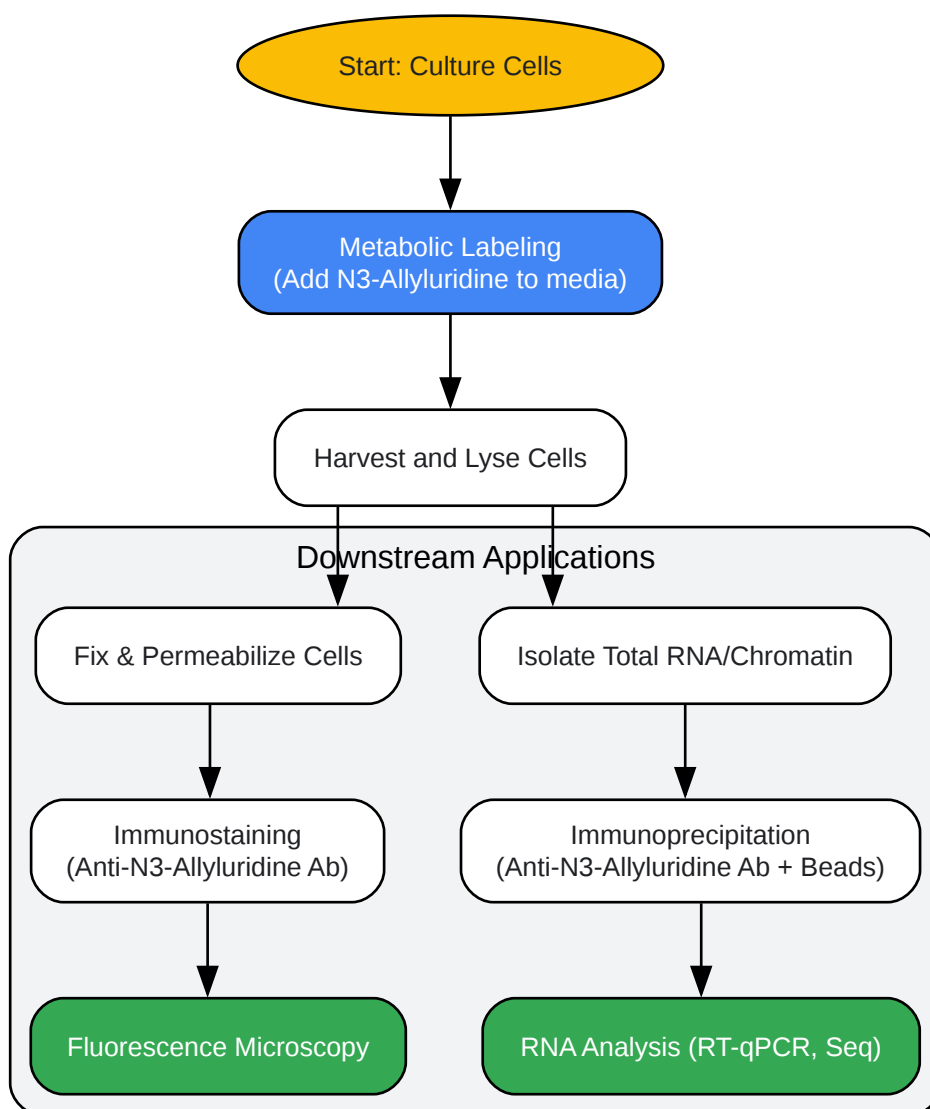 Start: Culture Cells
Metabolic Labeling
(Add N3-Allyluridine to media)
Harvest and Lyse Cells
Downstream Applications
Fix & Permeabilize Cells
Isolate Total RNA/Chromatin
Immunostaining
(Anti-N3-Allyluridine Ab)
Immunoprecipitation
(Anti-N3-Allyluridine Ab + Beads)
Fluorescence Microscopy
RNA Analysis (RT-qPCR, Seq)